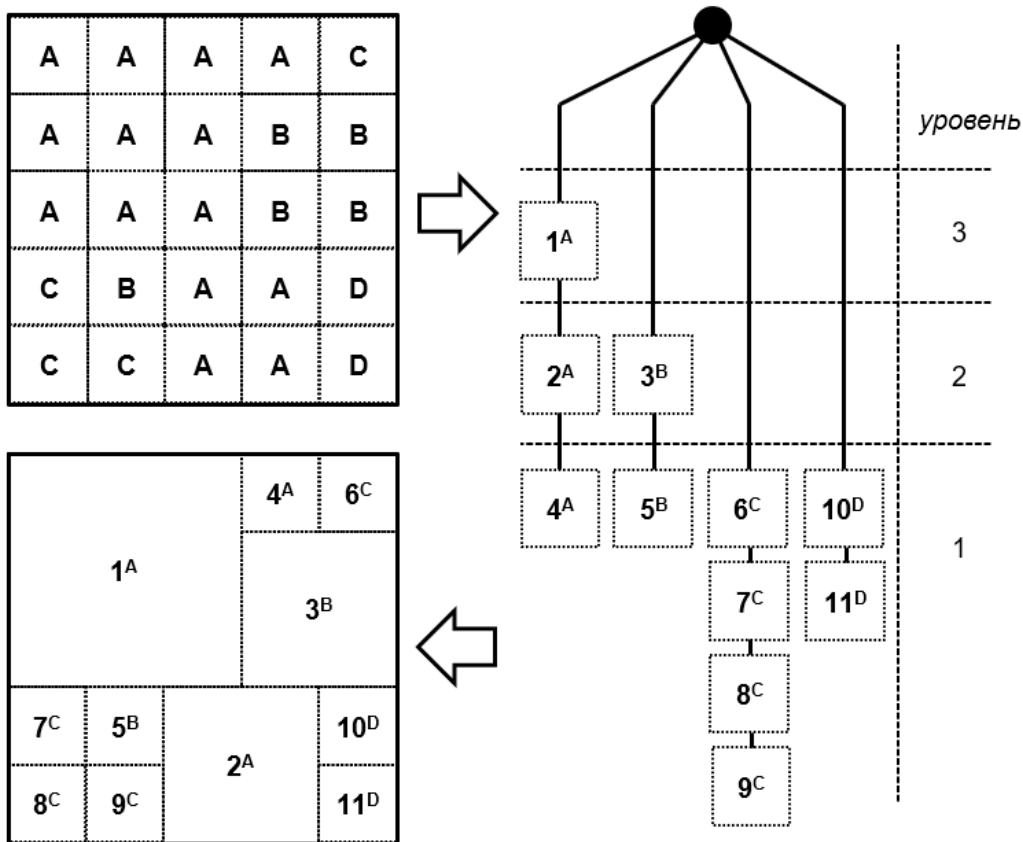 A A A A C
A A A B B
A A A B B
C B A A D
C C A A D
уровень
1A 3
2A 3B 2
4A 5B 6C 10D 1
7C 11D
8C
9C
4A 6C
1A
3B
7C 5B 10D
2A
8C 9C 11D